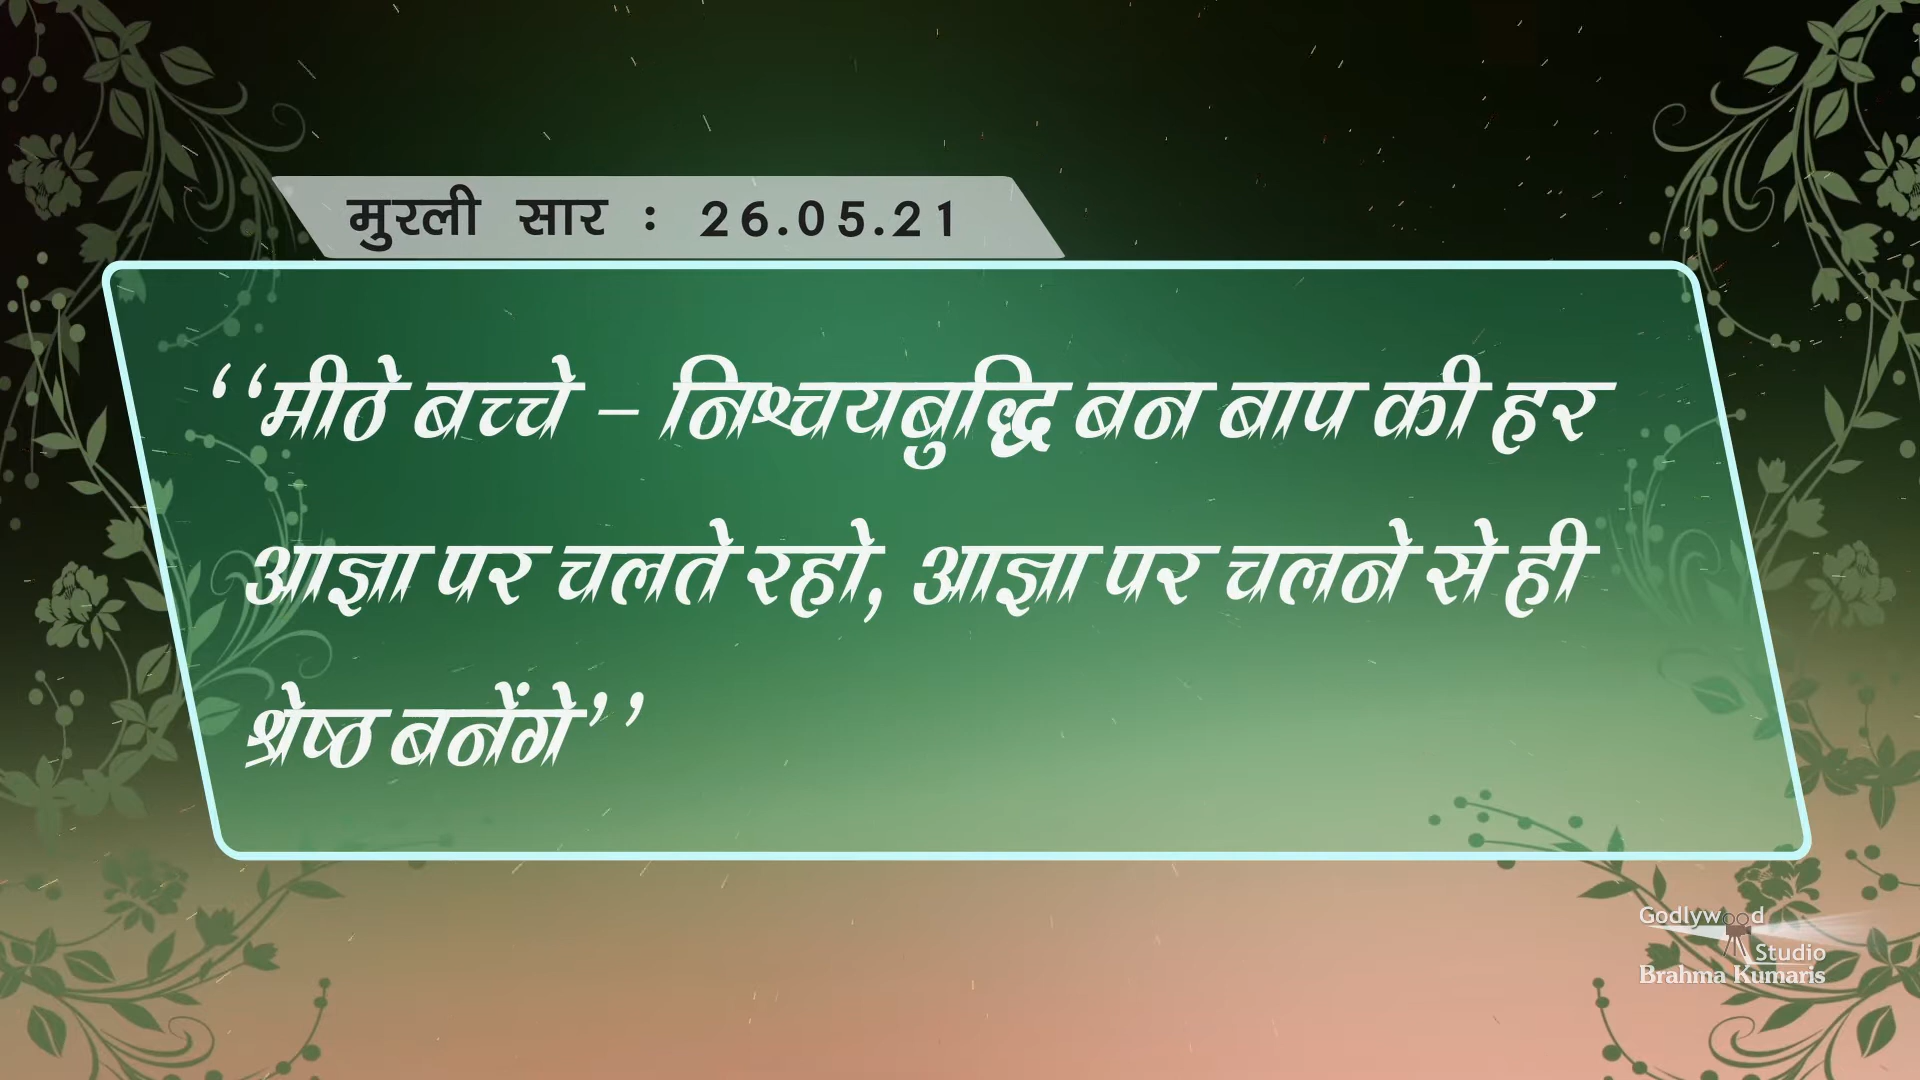 मुरली सार : 26.05.21
‘‘मीठे बच्चे – निश्चयबुद्धि बन बाप की हर
आज्ञा पर चलते रहो, आज्ञा पर चलने से ही
श्रेष्ठ बनेंगे’’
Godlywood
Studio
Brahma Kumaris